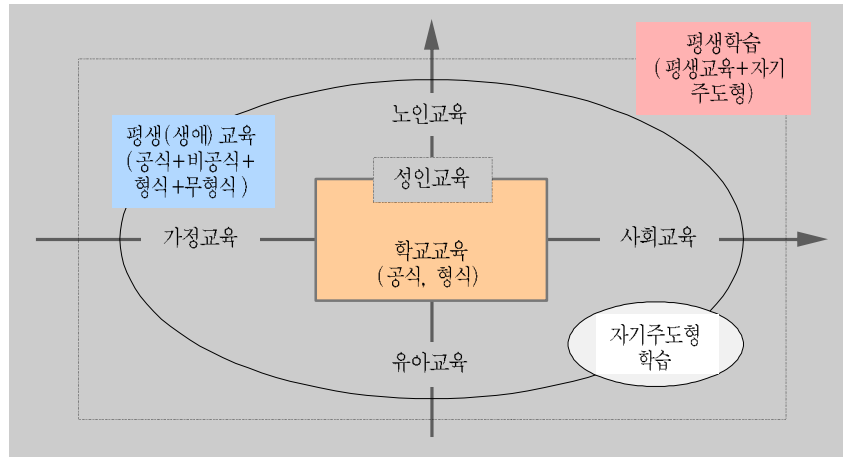 평생학습
(평생교육+자기
주도형)
노인교육
평생(생애) 교육
(공식+비공식+
형식+무형식)
성인교육
가정교육
사회교육
학교교육
(공식, 형식)
자기주도형
학습
유아교육